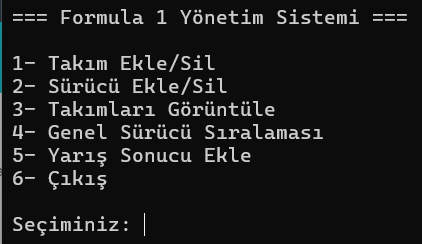 === Formula 1 Yönetim Sistemi ===
1- Takım Ekle/Sil
2- Sürücü Ekle/Sil
3- Takımları Görüntüle
4- Genel Sürücü Sıralaması
5- Yarış Sonucu Ekle
6- Çıkış
Seçiminiz: